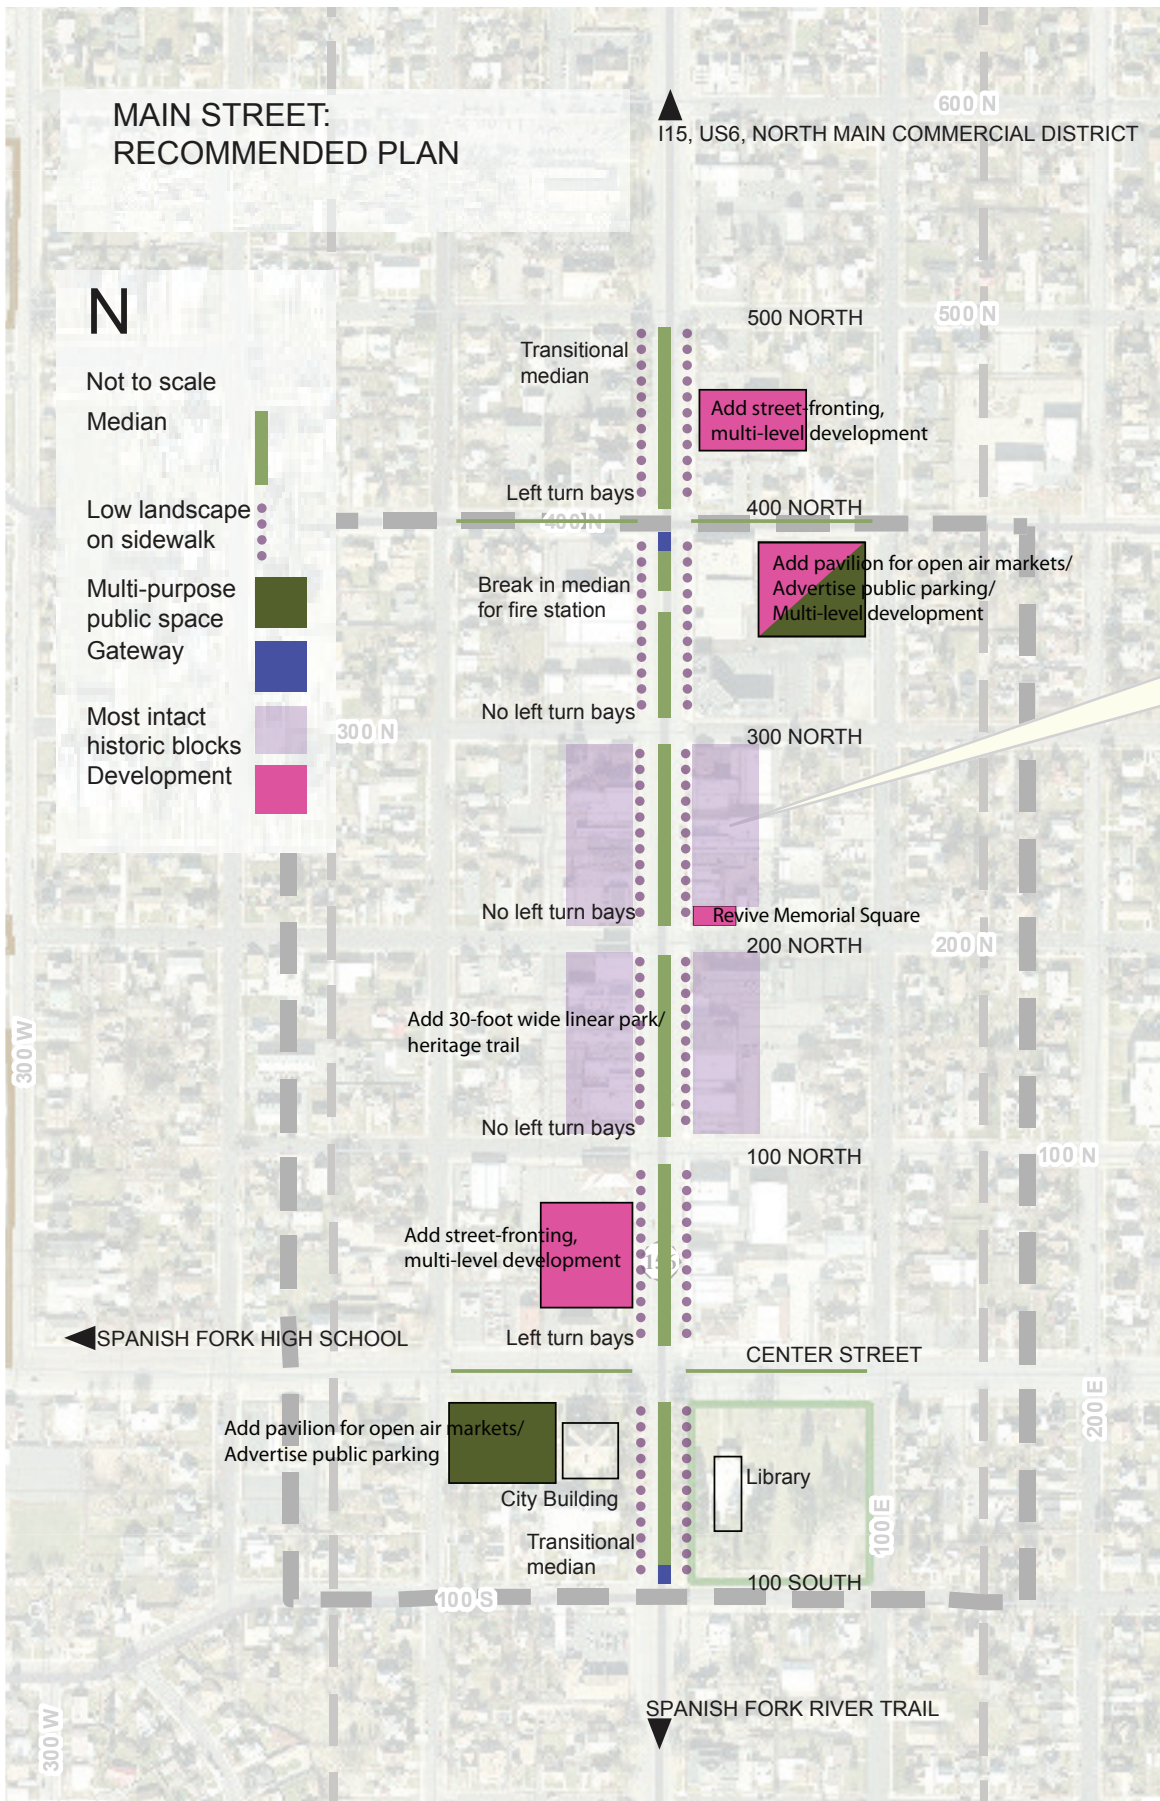 MAIN STREET:
RECOMMENDED PLAN
600 N
I15, US6, NORTH MAIN COMMERCIAL DISTRICT
N
Not to scale
Median
Low landscape
on sidewalk
Multi-purpose
public space
Gateway
Most intact
historic blocks
Development
500 NORTH
500 N
Transitional
median
Add street-fronting,
multi-level development
Left turn bays
400 NORTH
400 N
Break in median
for fire station
Add pavilion for open air markets/
Advertise public parking/
Multi-level development
No left turn bays
300 N
300 NORTH
No left turn bays
Revive Memorial Square
200 NORTH
200 N
Add 30-foot wide linear park/
heritage trail
300 W
No left turn bays
100 NORTH
100 N
Add street-fronting,
multi-level development
156
Left turn bays
SPANISH FORK HIGH SCHOOL
CENTER STREET
200 E
Add pavilion for open air markets/
Advertise public parking
City Building
Library
100 E
Transitional
median
100 SOUTH
100 S
SPANISH FORK RIVER TRAIL
300 W